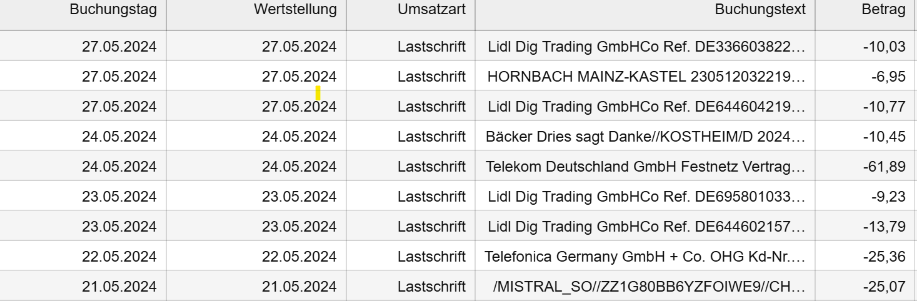 Buchungstag Wertstellung Umsatzart Buchungstext Betrag
27.05.2024 27.05.2024 Lastschrift Lidl Dig Trading GmbHCo Ref. DE336603822… -10,03
27.05.2024 27.05.2024 Lastschrift HORNBACH MAINZ-KASTEL 230512032219… -6,95
27.05.2024 27.05.2024 Lastschrift Lidl Dig Trading GmbHCo Ref. DE644604219… -10,77
24.05.2024 24.05.2024 Lastschrift Bäcker Dries sagt Danke//KOSTHEIM/D 2024… -10,45
24.05.2024 24.05.2024 Lastschrift Telekom Deutschland GmbH Festnetz Vertrag… -61,89
23.05.2024 23.05.2024 Lastschrift Lidl Dig Trading GmbHCo Ref. DE695801033… -9,23
23.05.2024 23.05.2024 Lastschrift Lidl Dig Trading GmbHCo Ref. DE644602157… -13,79
22.05.2024 22.05.2024 Lastschrift Telefonica Germany GmbH + Co. OHG Kd-Nr.… -25,36
21.05.2024 21.05.2024 Lastschrift /MISTRAL_SO//ZZ1G80BB6YZFOIWE9//CH… -25,07